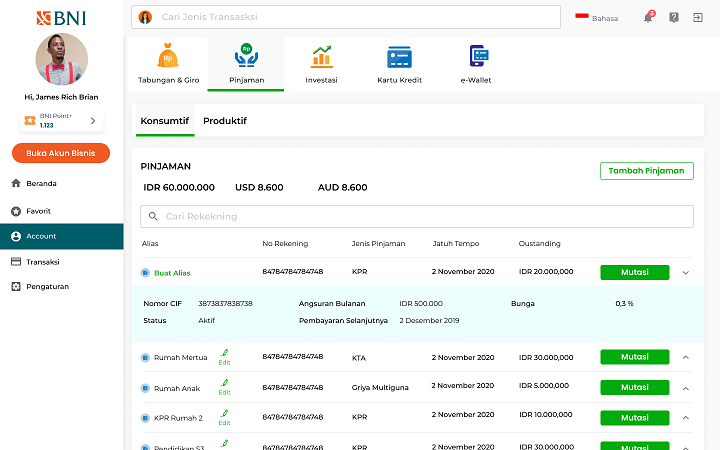 BNI
Cari Jenis Transaksi
Bahasa
3
Hi, James Rich Brian
BNI Point+
1.123
Buka Akun Bisnis
Beranda
Favorit
Account
Transaksi
Pengaturan
Rp
Tabungan & Giro
Rp
Pinjaman
Investasi
Kartu Kredit
e-Wallet
Konsumtif Produktif
PINJAMAN
Tambah Pinjaman
IDR 60.000.000 USD 8.600 AUD 8.600
Cari Rekekning
Alias No Rekening Jenis Pinjaman Jatuh Tempo Oustanding
Buat Alias 84784784784748 KPR 2 November 2020 IDR 20.000,000 Mutasi
Nomor CIF 3873837838738 Angsuran Bulanan IDR 500.000 Bunga 0,3 %
Status Aktif Pembayaran Selanjutnya 2 Desember 2019
Rumah Mertua Edit 84784784784748 KTA 2 November 2020 IDR 30.000,000 Mutasi
Rumah Anak Edit 84784784784748 Griya Multiguna 2 November 2020 IDR 5.000,000 Mutasi
KPR Rumah 2 Edit 84784784784748 KPR 2 November 2020 IDR 10.000,000 Mutasi
Pendidikan S3 84784784784748 KPR 2 November 2020 IDR 30.000,000 Mutasi